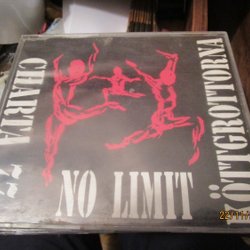 CHARTA 77
NO LIMIT
KÖTTGROTTORNA